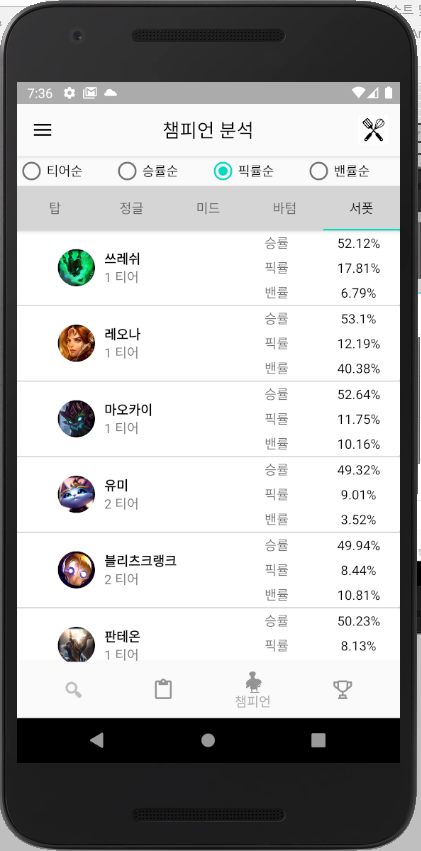 스트 및
7:36
챔피언 분석
티어순 승률순 픽률순 밴률순
탑 정글 미드 바텀 서폿
쓰레쉬
1 티어
승률 52.12%
픽률 17.81%
밴률 6.79%
레오나
1 티어
승률 53.1%
픽률 12.19%
밴률 40.38%
마오카이
1 티어
승률 52.64%
픽률 11.75%
밴률 10.16%
유미
2 티어
승률 49.32%
픽률 9.01%
밴률 3.52%
블리츠크랭크
2 티어
승률 49.94%
픽률 8.44%
밴률 10.81%
판테온
1 티어
승률 50.23%
픽률 8.13%
챔피언